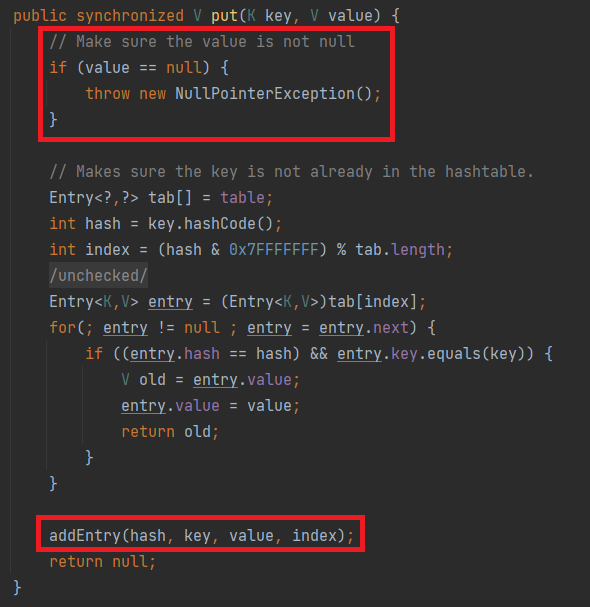 public synchronized V put(K key, V value) {
// Make sure the value is not null
if (value == null) {
throw new NullPointerException();
}
// Makes sure the key is not already in the hashtable.
Entry<?,?> tab[] = table;
int hash = key.hashCode();
int index = (hash & 0x7FFFFFFF) % tab.length;
/unchecked/
Entry<K,V> entry = (Entry<K,V>)tab[index];
for(; entry != null ; entry = entry.next) {
if ((entry.hash == hash) && entry.key.equals(key)) {
V old = entry.value;
entry.value = value;
return old;
}
}
addEntry(hash, key, value, index);
return null;
}